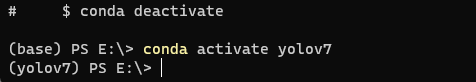 #     $ conda deactivate
(base) PS E:\> conda activate yolov7
(yolov7) PS E:\>